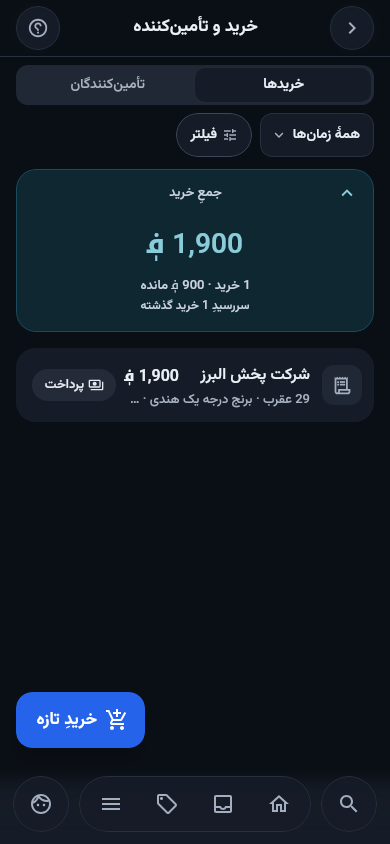 خرید و تأمین‌کننده
خریدها
تأمین‌کنندگان
همهٔ زمان‌ها
فیلتر
جمعِ خرید
1,900 ؋
1 خرید · 900 ؋ مانده
سررسیدِ 1 خرید گذشته
شرکت پخش البرز
1,900 ؋
پرداخت
29 عقرب · برنج درجه یک هندی · ...
خریدِ تازه